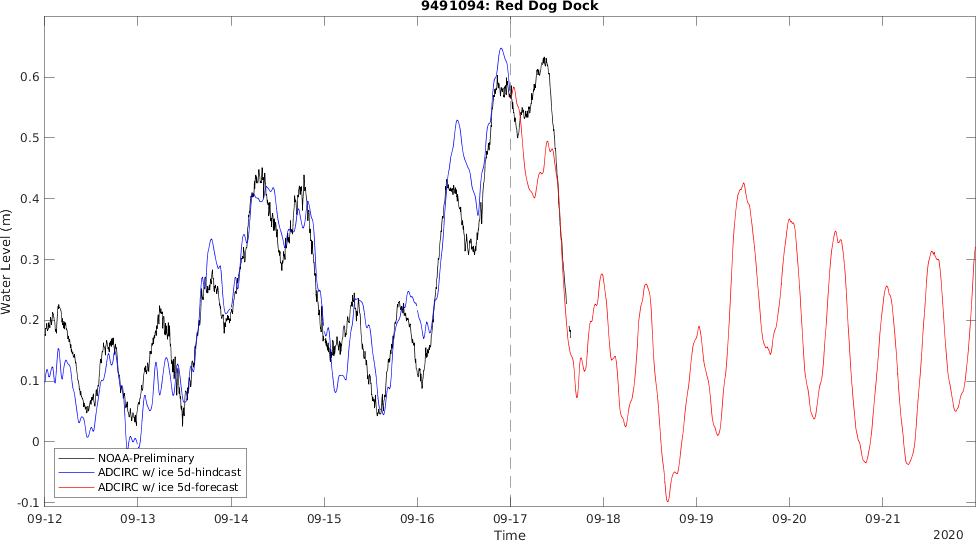 9491094: Red Dog Dock
Water Level (m)
0.6
0.5
0.4
0.3
0.2
0.1
0
-0.1
NOAA-Preliminary
ADCIRC w/ ice 5d-hindcast
ADCIRC w/ ice 5d-forecast
09-12 09-13 09-14 09-15 09-16 09-17 09-18 09-19 09-20 09-21
Time
2020